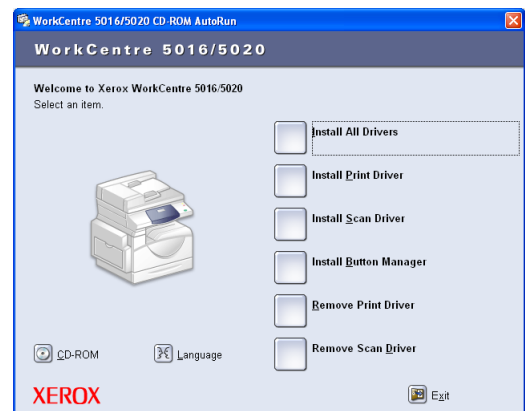 WorkCentre 5016/5020 CD-ROM AutoRun
WorkCentre 5016/5020
Welcome to Xerox WorkCentre 5016/5020
Select an item.
Install All Drivers
Install Print Driver
Install Scan Driver
Install Button Manager
Remove Print Driver
Remove Scan Driver
CD-ROM
Language
XEROX
Exit